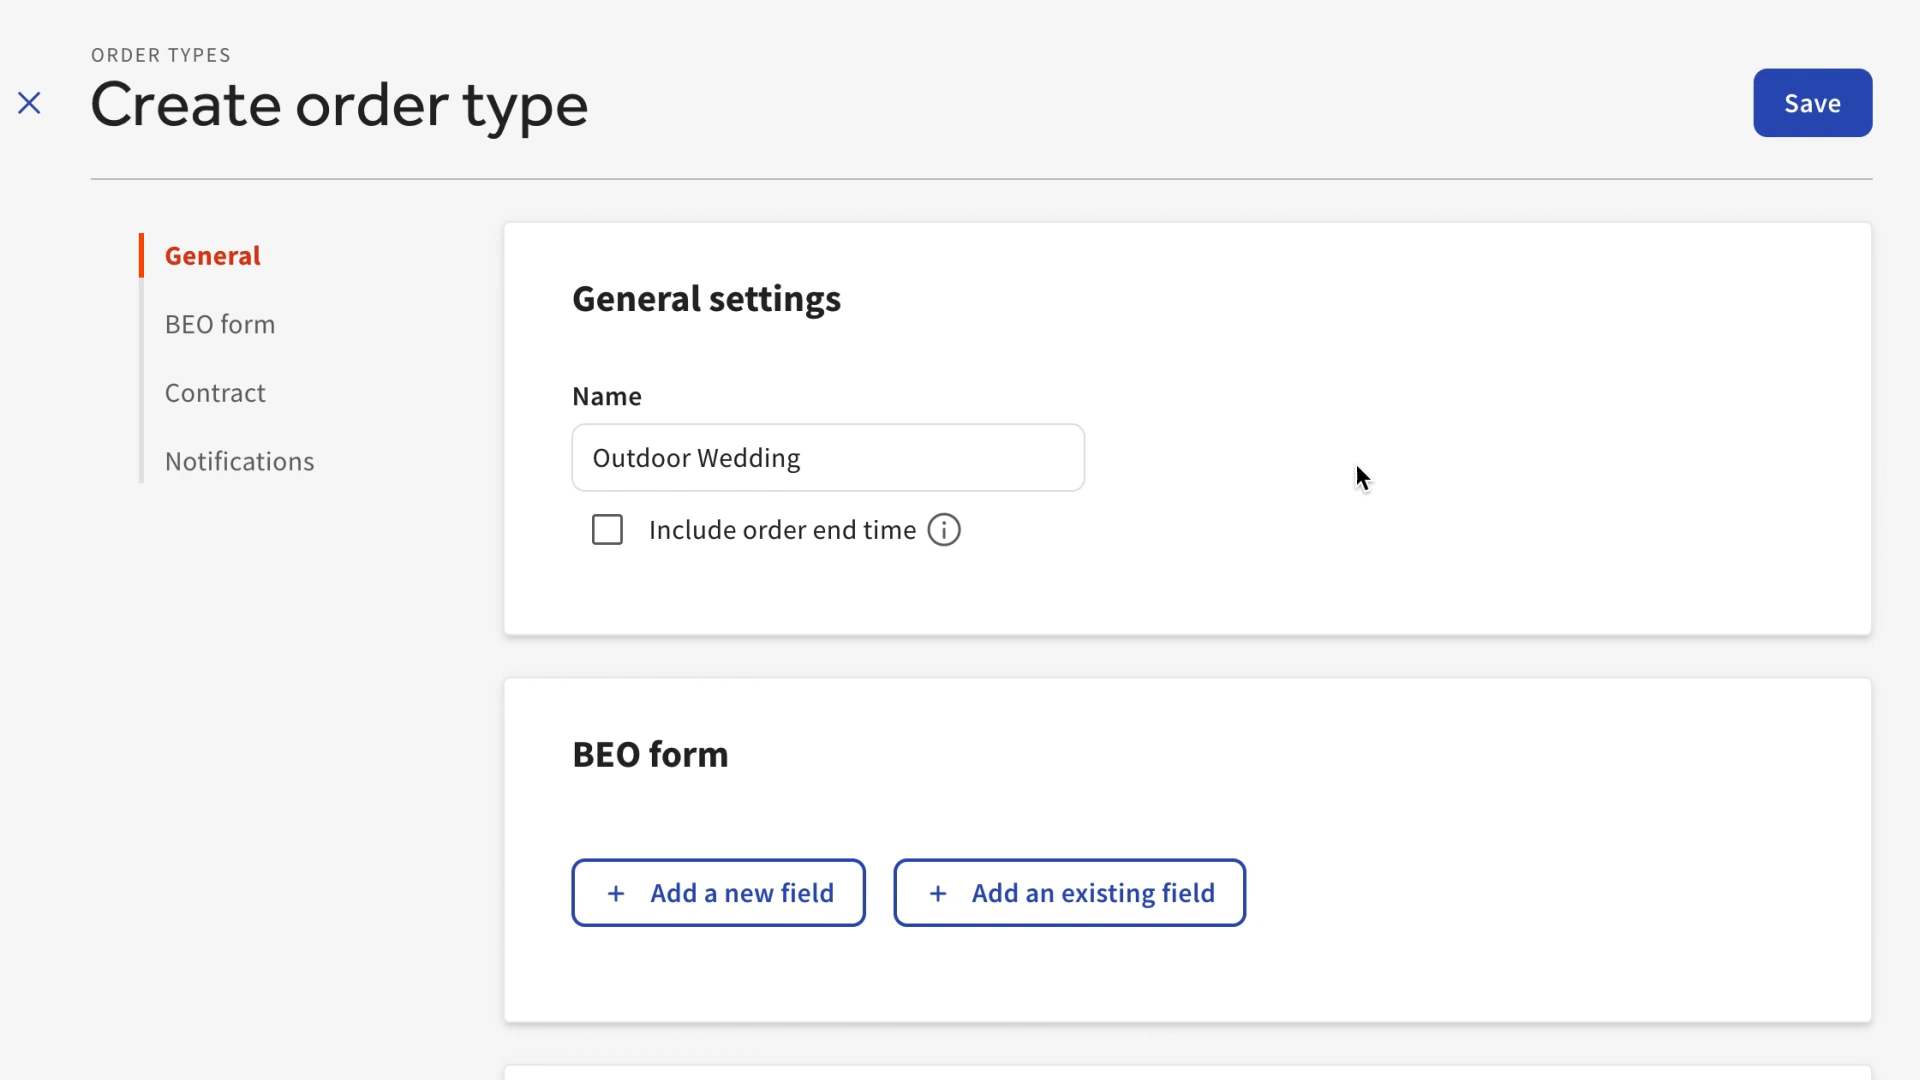 ORDER TYPES
Create order type
Save
General
BEO form
Contract
Notifications
General settings
Name
Outdoor Wedding
Include order end time
BEO form
+ Add a new field
+ Add an existing field